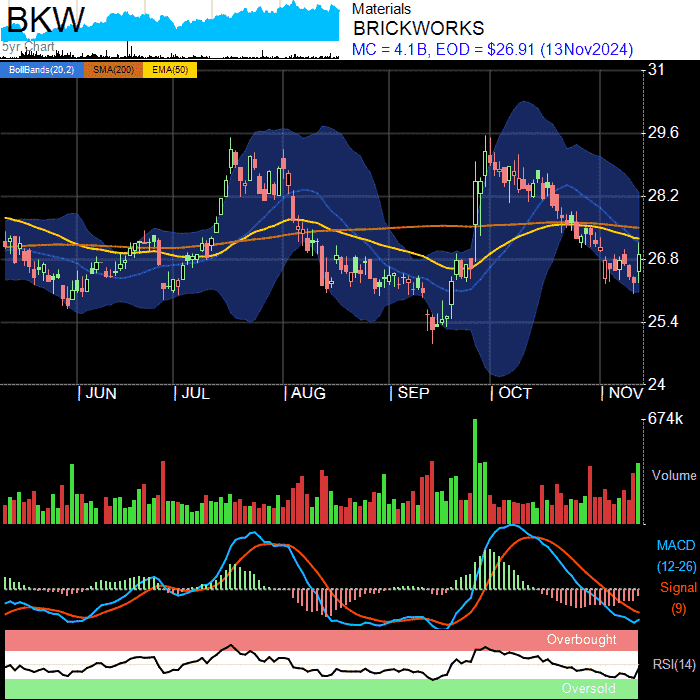 BKW
5yr Chart
Materials
BRICKWORKS
MC = 4.1B, EOD = $26.91 (13Nov2024)
BollBands(20,2) SMA(200) EMA(50)
31
29.6
28.2
26.8
25.4
24
JUN JUL AUG SEP OCT NOV
674k
Volume
MACD
(12-26)
Signal
(9)
Overbought
RSI(14)
Oversold